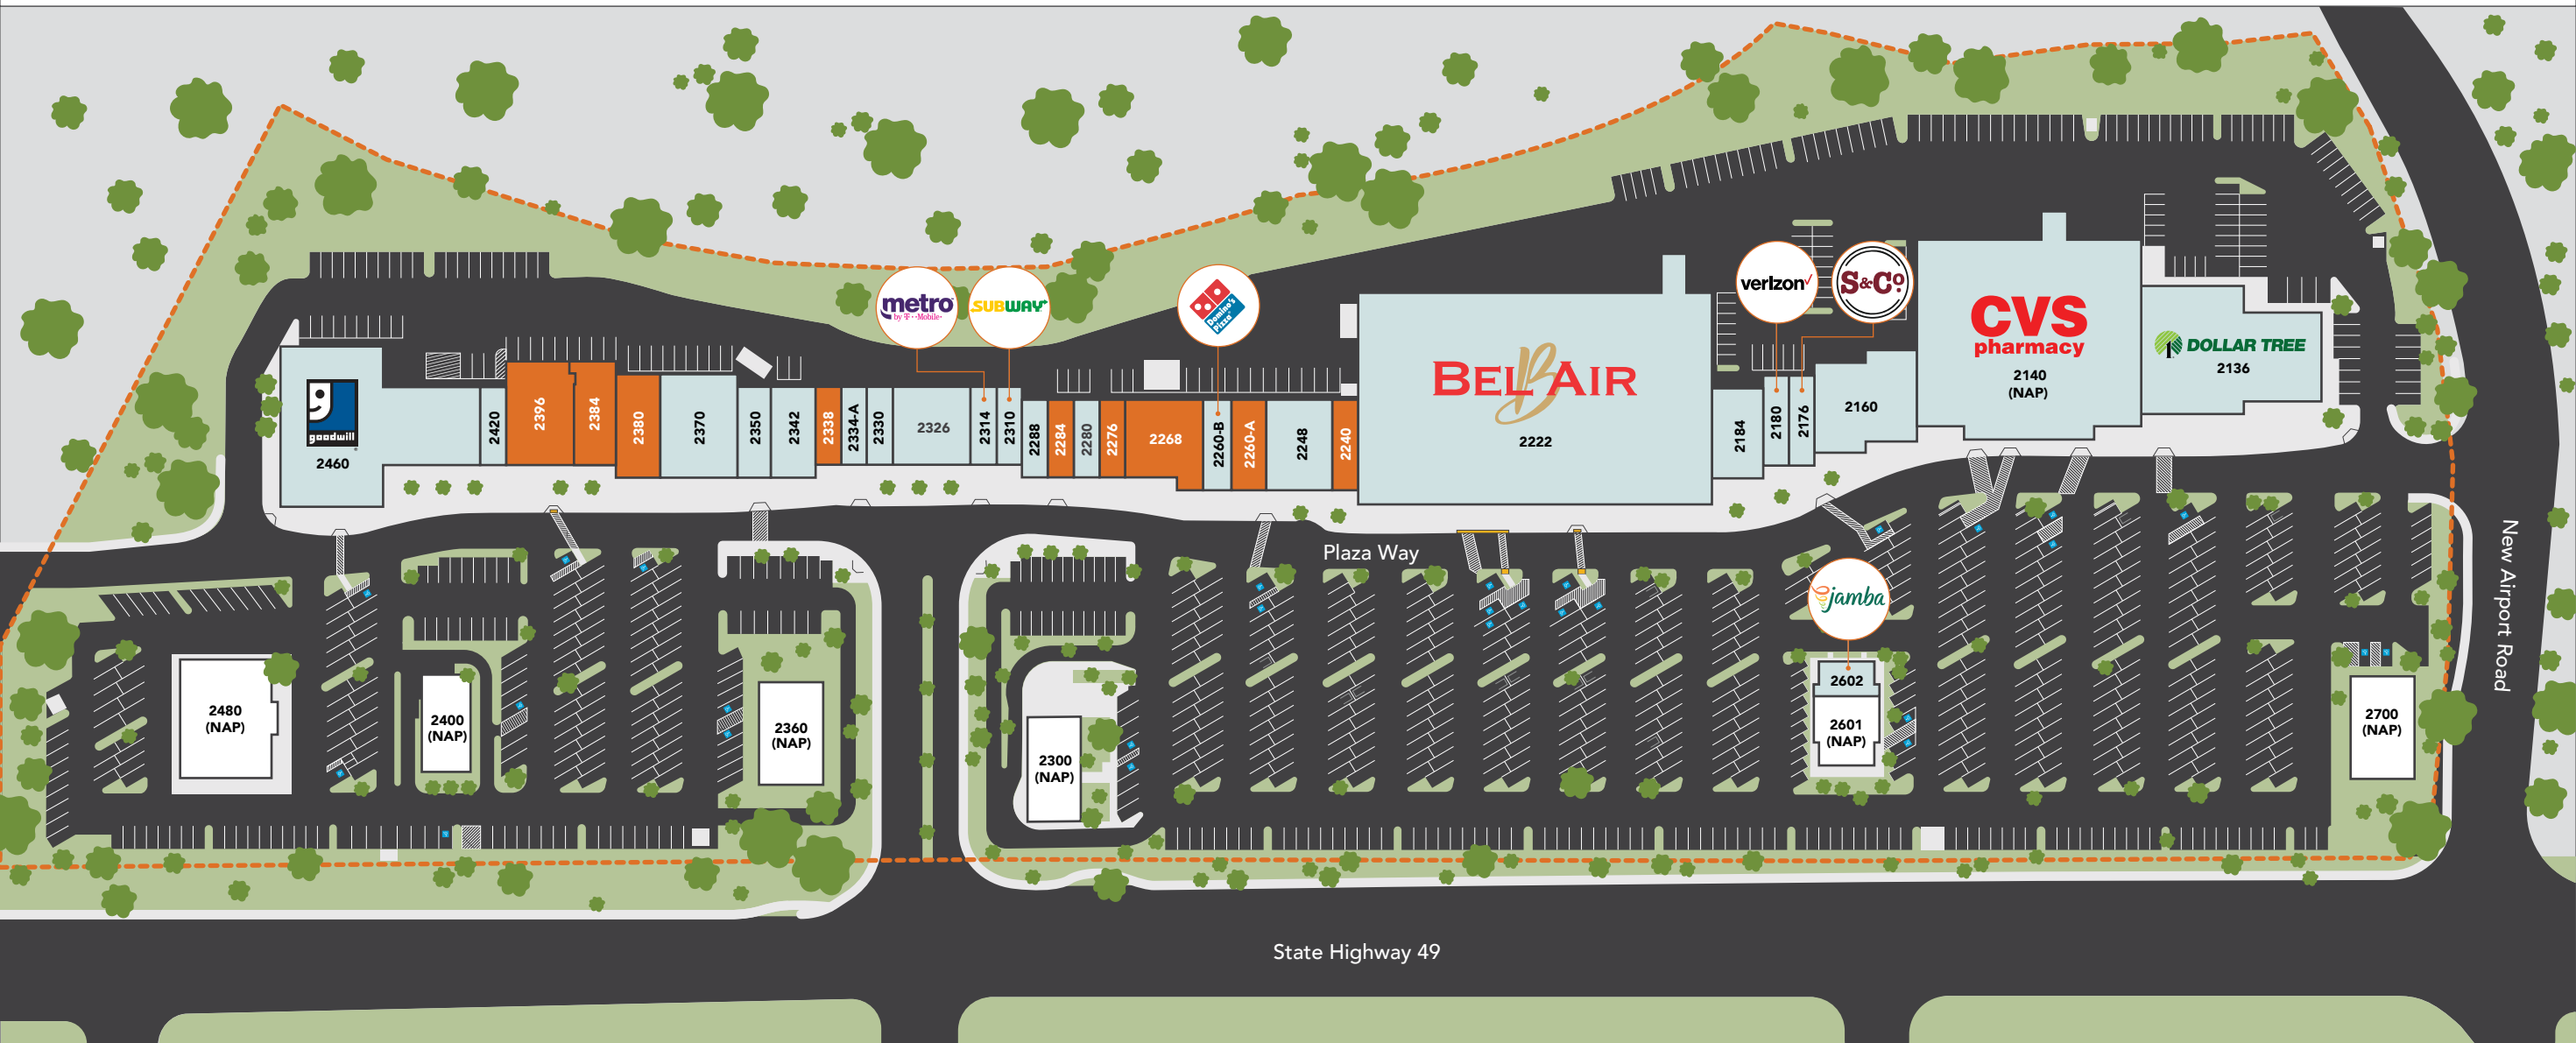 metro
by T-Mobile
SUBWAY
Domino's
Pizza
verizon
S&Co.
CVS
pharmacy
2140
(NAP)
DOLLAR TREE
2136
goodwill
2460
2420
2396
2384
2380
2370
2350
2342
2338
2334-A
2330
2326
2314
2310
2288
2284
2280
2276
2268
2260-B
2260-A
2248
2240
BEL AIR
2222
2184
2180
2176
2160
Plaza Way
New Airport Road
jamba
2602
2601
(NAP)
2480
(NAP)
2400
(NAP)
2360
(NAP)
2300
(NAP)
2700
(NAP)
State Highway 49